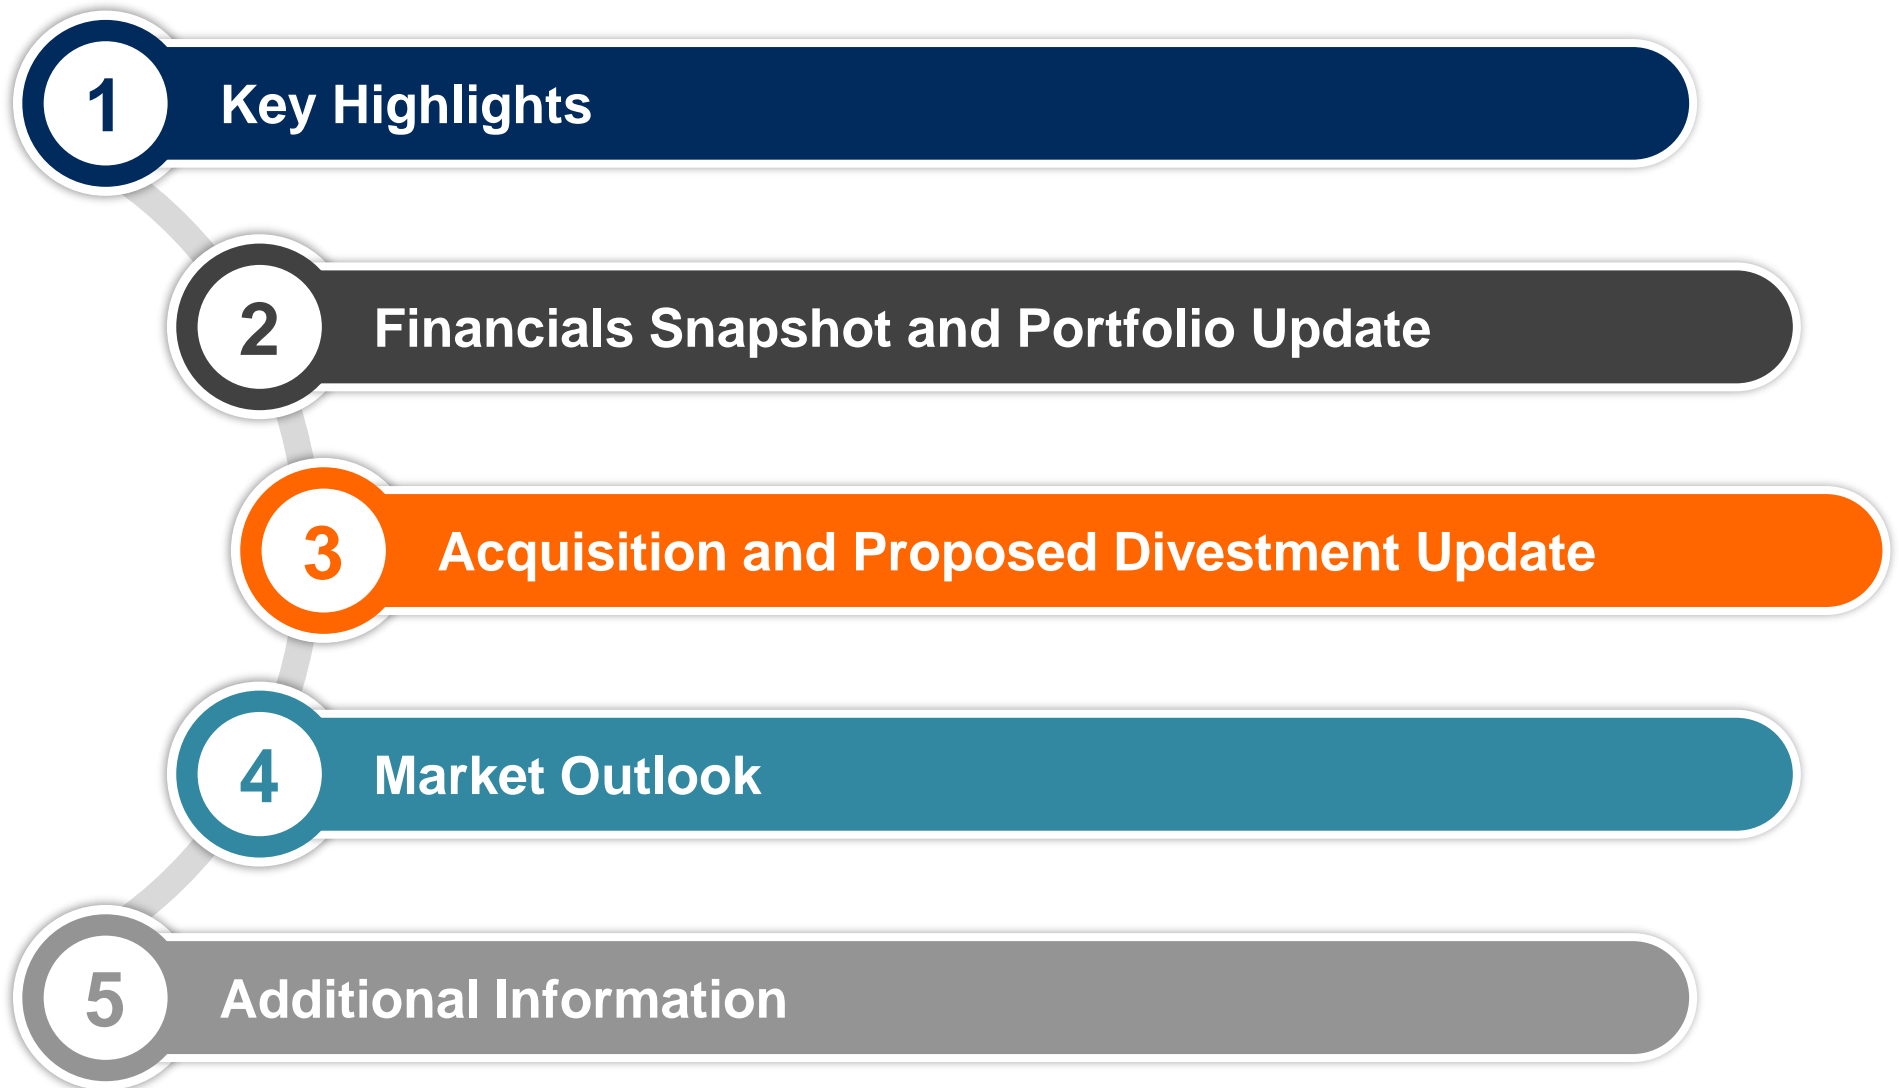 1 Key Highlights
2 Financials Snapshot and Portfolio Update
3 Acquisition and Proposed Divestment Update
4 Market Outlook
5 Additional Information